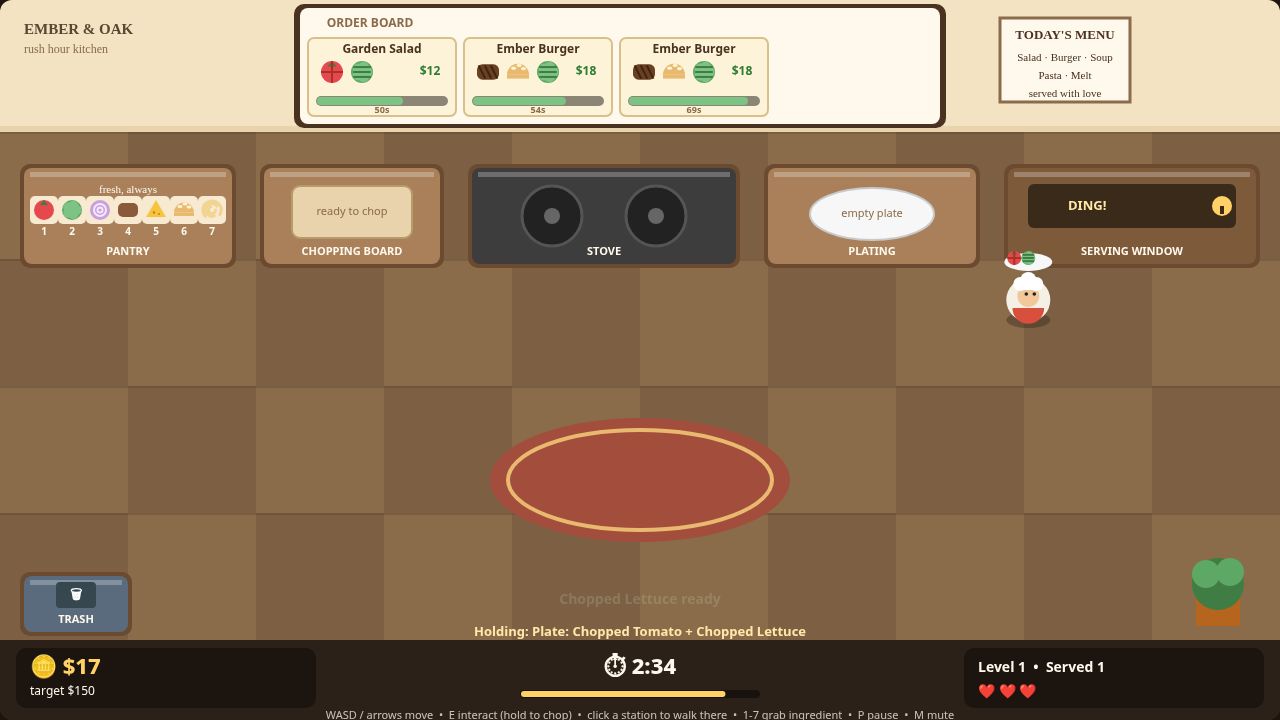 EMBER & OAK
rush hour kitchen
ORDER BOARD
Garden Salad
$12
50s
Ember Burger
$18
54s
Ember Burger
$18
69s
TODAY'S MENU
Salad · Burger · Soup
Pasta · Melt
served with love
fresh, always
1 2 3 4 5 6 7
PANTRY
ready to chop
CHOPPING BOARD
STOVE
empty plate
PLATING
DING!
SERVING WINDOW
TRASH
Chopped Lettuce ready
Holding: Plate: Chopped Tomato + Chopped Lettuce
$17
target $150
2:34
Level 1 • Served 1
WASD / arrows move • E interact (hold to chop) • click a station to walk there • 1-7 grab ingredient • P pause • M mute